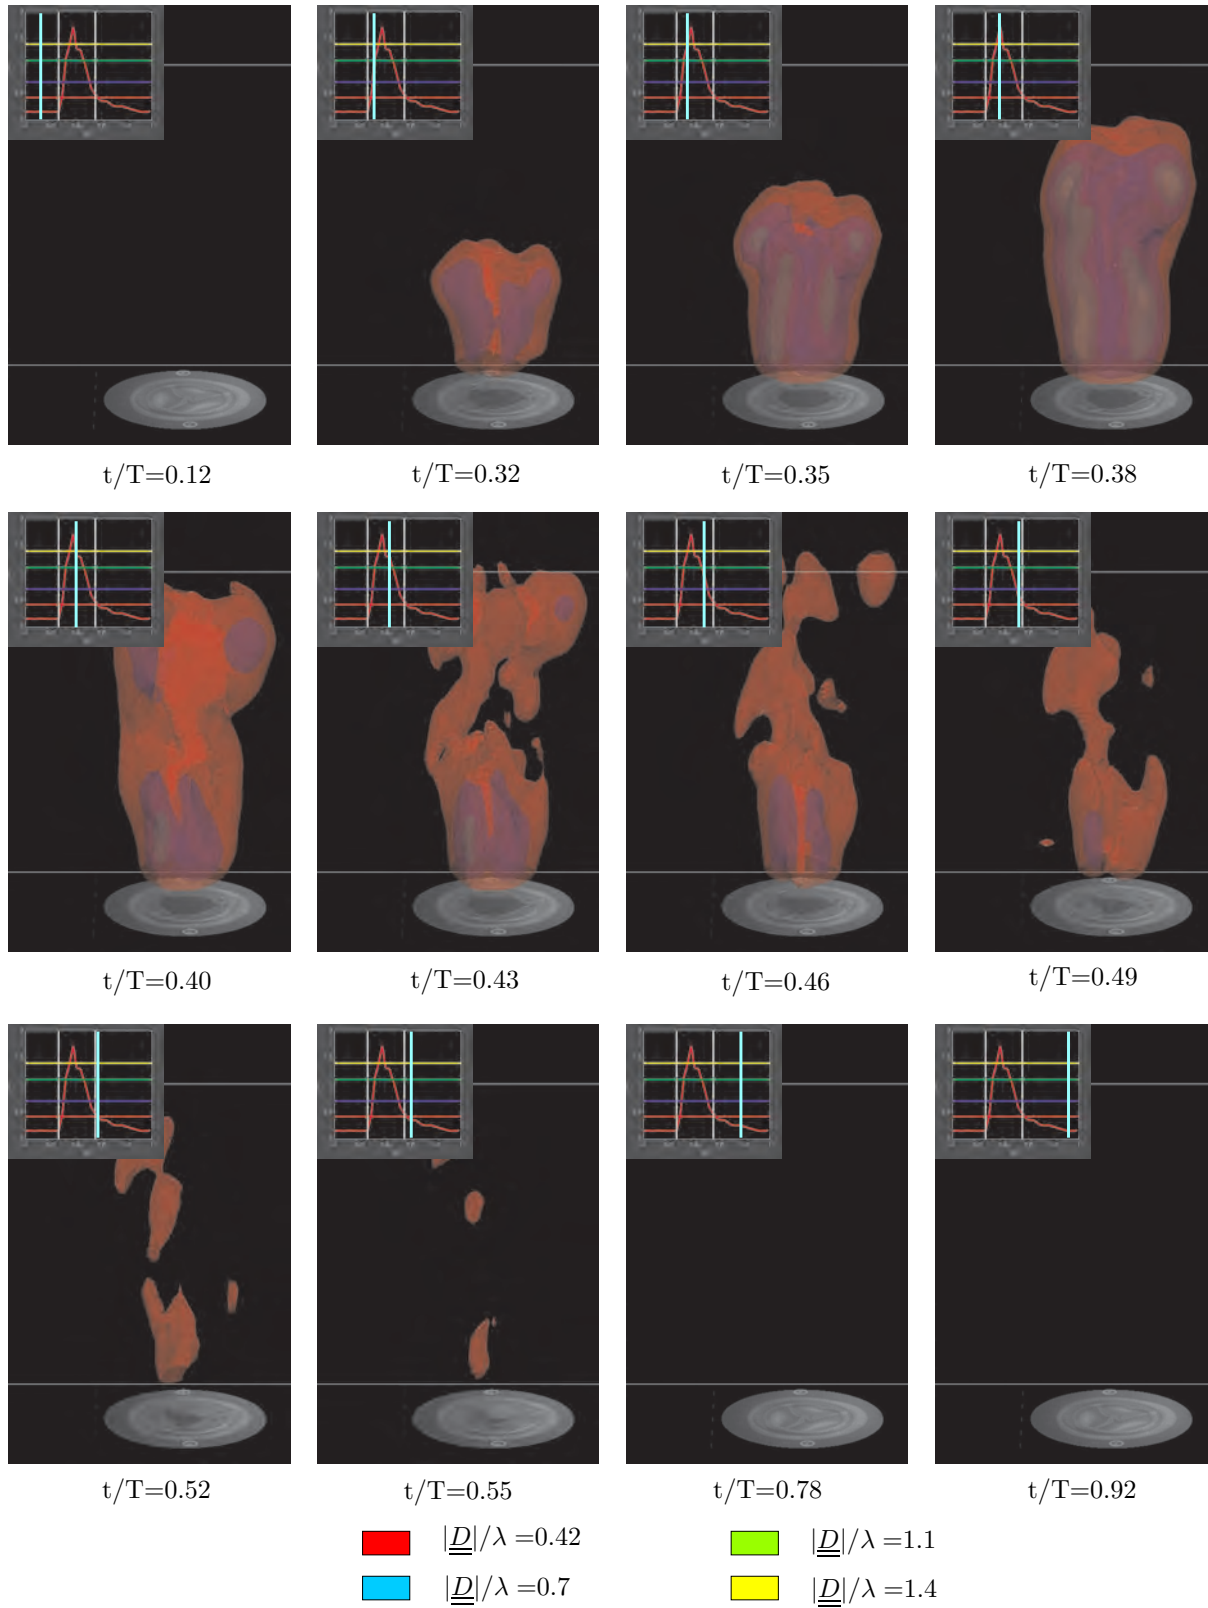 t/T=0.12
t/T=0.32
t/T=0.35
t/T=0.38
t/T=0.40
t/T=0.43
t/T=0.46
t/T=0.49
t/T=0.52
t/T=0.55
t/T=0.78
t/T=0.92
|D|/λ =0.42
|D|/λ =1.1
|D|/λ =0.7
|D|/λ =1.4